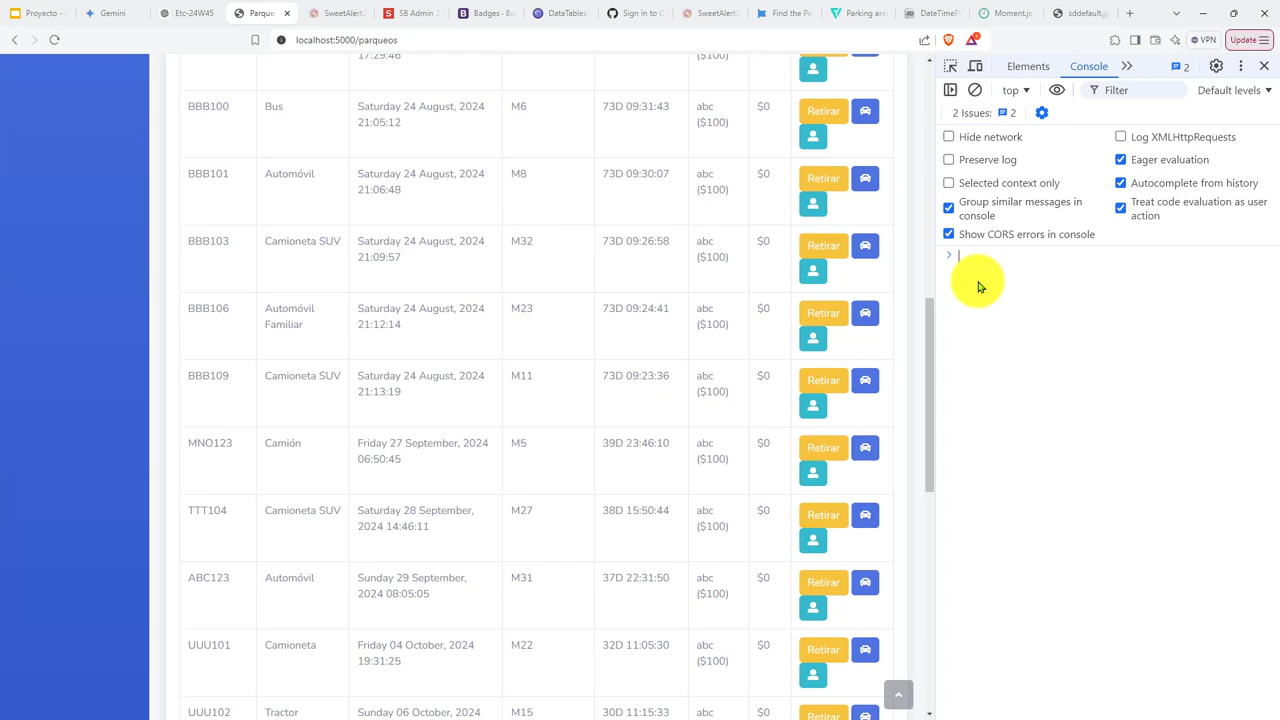 Proyecto - G
Gemini
Etc-24W45
Parque
SweetAlert2
SB Admin 2
Badges - Bo
DataTables
Sign in to G
SweetAlert2
Find the Pe
Parking area
DateTimePi
Moment.js
sddefault.jp
localhost:5000/parqueos
VPN
Update
Elements
Console
2
top
Filter
Default levels
2 Issues:
2
Hide network
Log XMLHttpRequests
Preserve log
Eager evaluation
Selected context only
Autocomplete from history
Group similar messages in
console
Treat code evaluation as user
action
Show CORS errors in console
17:29:46
($100)
BBB100 Bus Saturday 24 August, 2024 M6 73D 09:31:43 abc $0 Retirar
21:05:12 ($100)
BBB101 Automóvil Saturday 24 August, 2024 M8 73D 09:30:07 abc $0 Retirar
21:06:48 ($100)
BBB103 Camioneta SUV Saturday 24 August, 2024 M32 73D 09:26:58 abc $0 Retirar
21:09:57 ($100)
BBB106 Automóvil Saturday 24 August, 2024 M23 73D 09:24:41 abc $0 Retirar
Familiar 21:12:14 ($100)
BBB109 Camioneta SUV Saturday 24 August, 2024 M11 73D 09:23:36 abc $0 Retirar
21:13:19 ($100)
MNO123 Camión Friday 27 September, 2024 M5 39D 23:46:10 abc $0 Retirar
06:50:45 ($100)
TTT104 Camioneta SUV Saturday 28 September, M27 38D 15:50:44 abc $0 Retirar
2024 14:46:11 ($100)
ABC123 Automóvil Sunday 29 September, M31 37D 22:31:50 abc $0 Retirar
2024 08:05:05 ($100)
UUU101 Camioneta Friday 04 October, 2024 M22 32D 11:05:30 abc $0 Retirar
19:31:25 ($100)
UUU102 Tractor Sunday 06 October, 2024 M15 30D 11:15:33 abc $0 Retirar